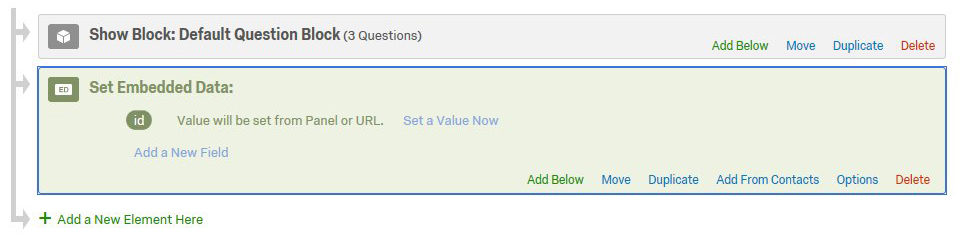 Show Block: Default Question Block (3 Questions)
Add Below Move Duplicate Delete
ED Set Embedded Data:
id Value will be set from Panel or URL. Set a Value Now
Add a New Field
Add Below Move Duplicate Add From Contacts Options Delete
+ Add a New Element Here